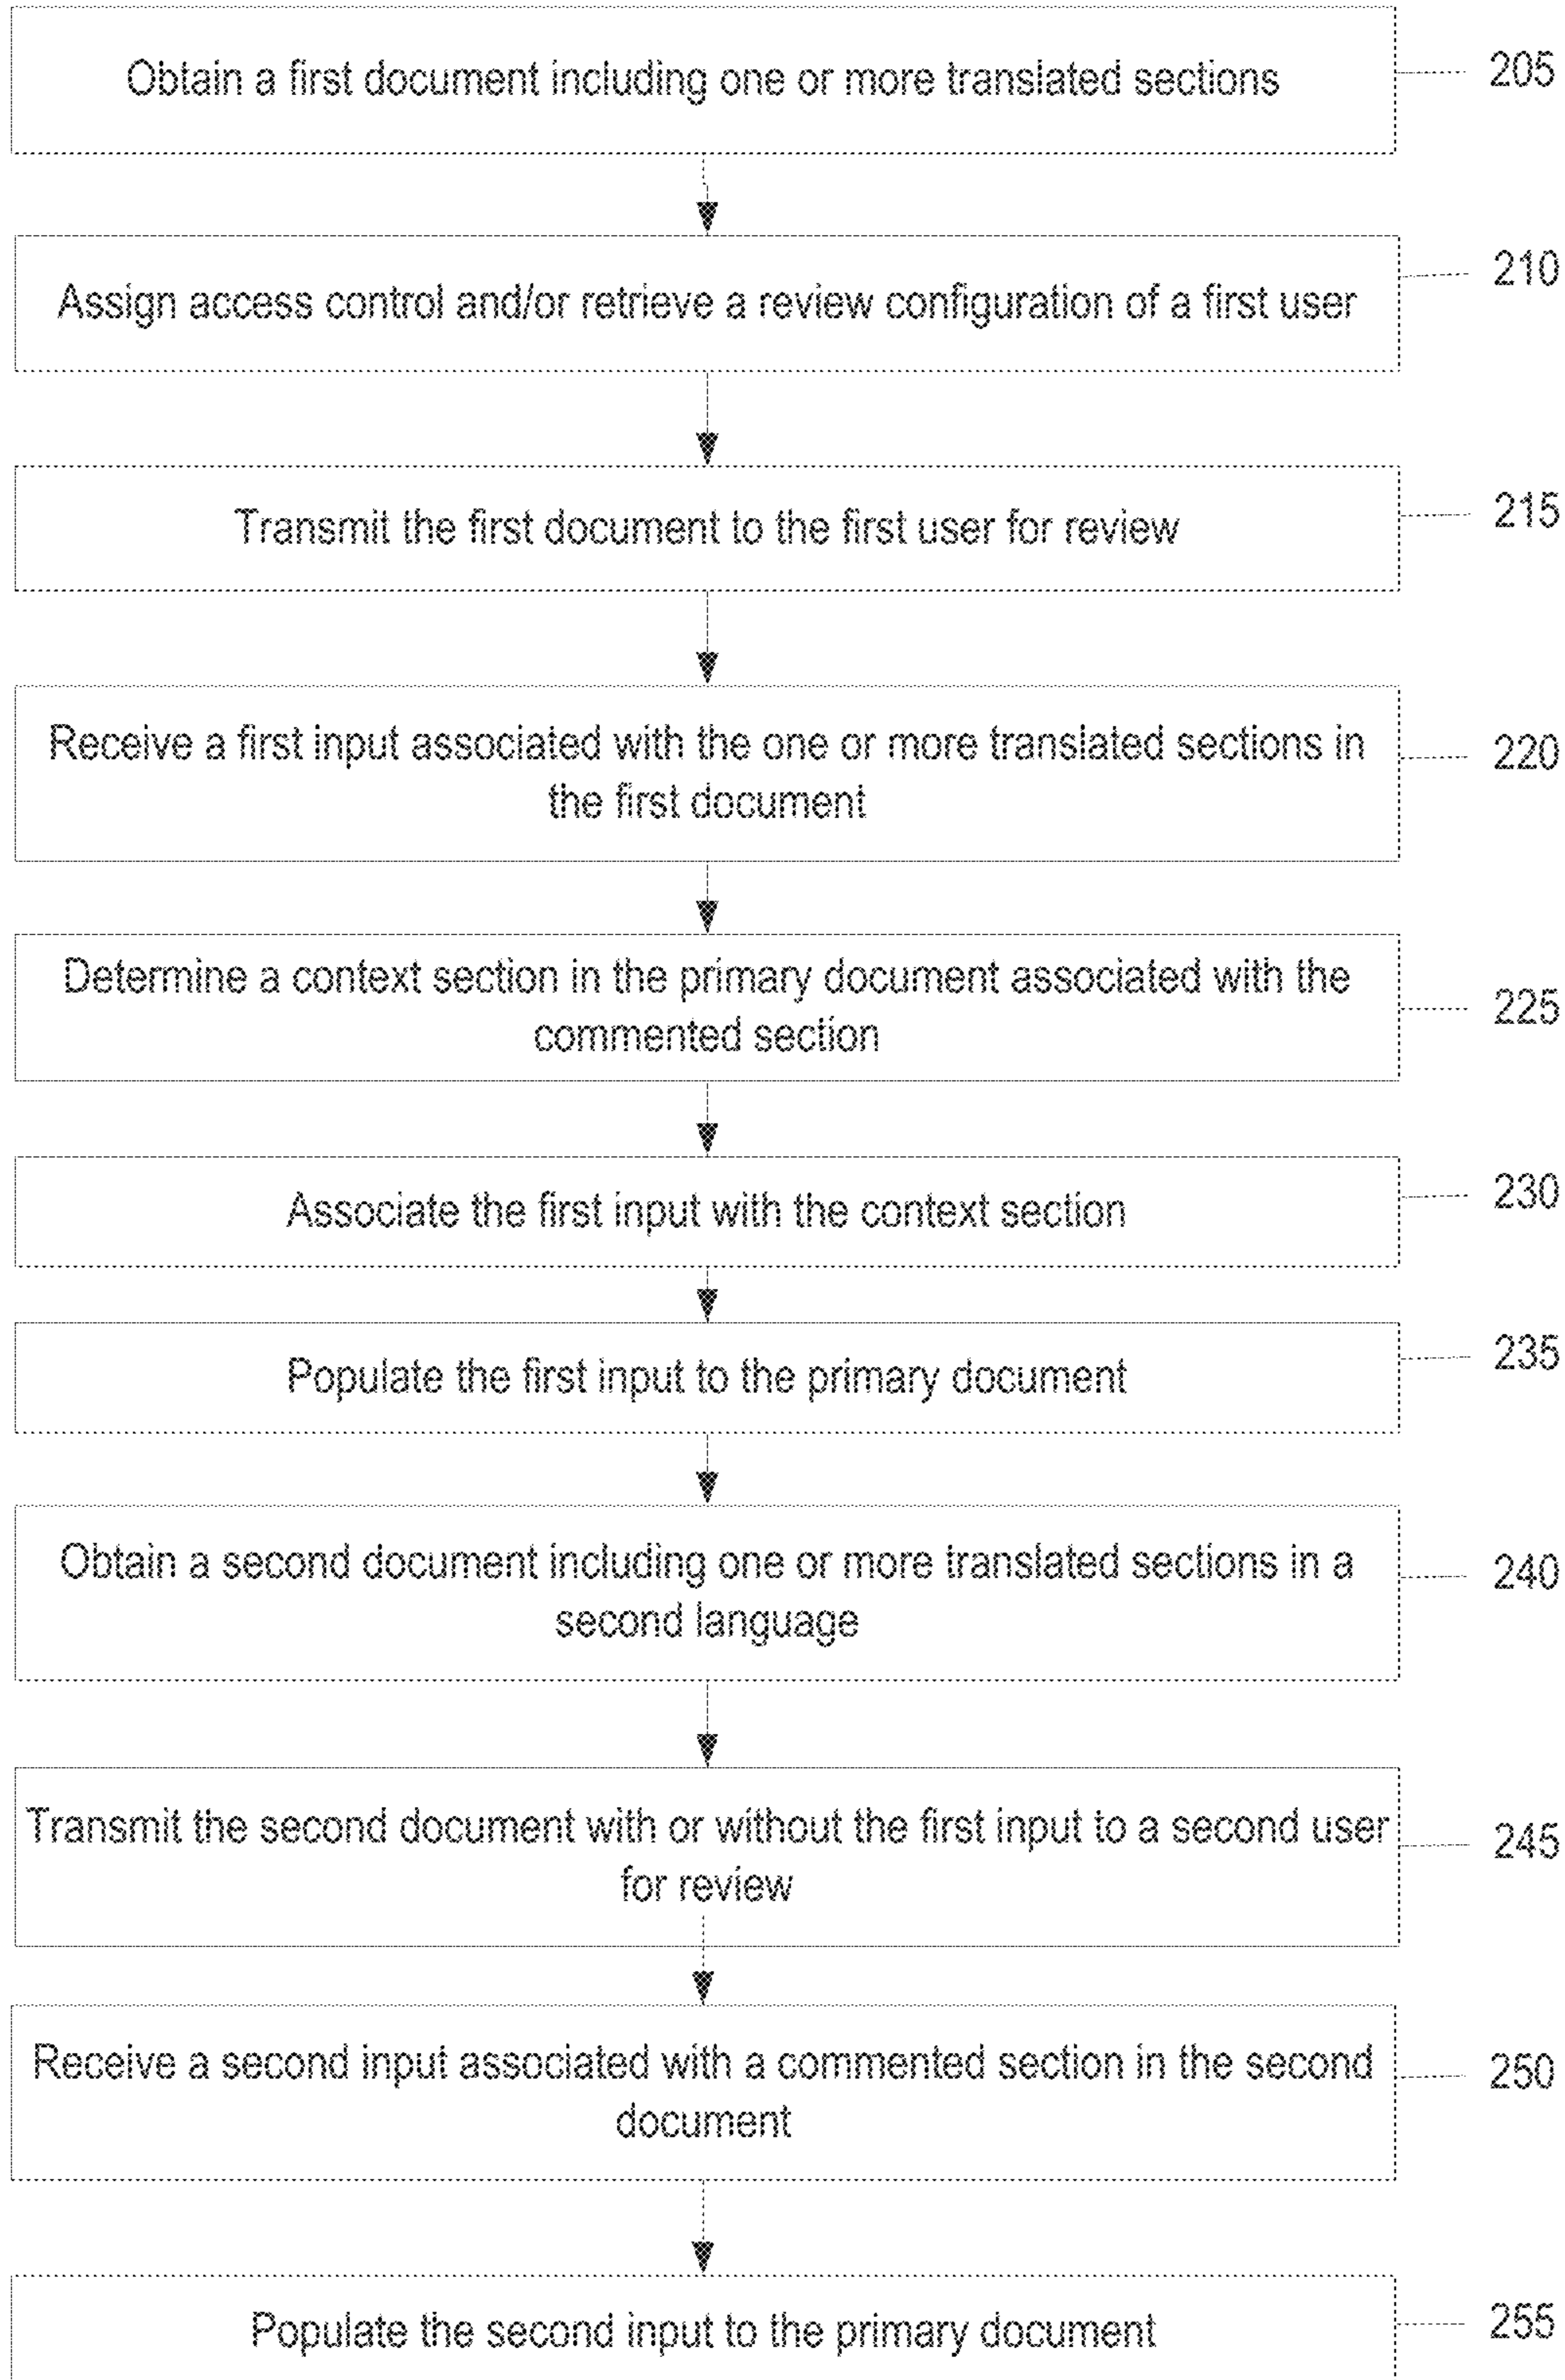 Obtain a first document including one or more translated sections
205
Assign access control and/or retrieve a review configuration of a first user
210
Transmit the first document to the first user for review
215
Receive a first input associated with the one or more translated sections in
the first document
220
Determine a context section in the primary document associated with the
commented section
225
Associate the first input with the context section
230
Populate the first input to the primary document
235
Obtain a second document including one or more translated sections in a
second language
240
Transmit the second document with or without the first input to a second user
for review
245
Receive a second input associated with a commented section in the second
document
250
Populate the second input to the primary document
255